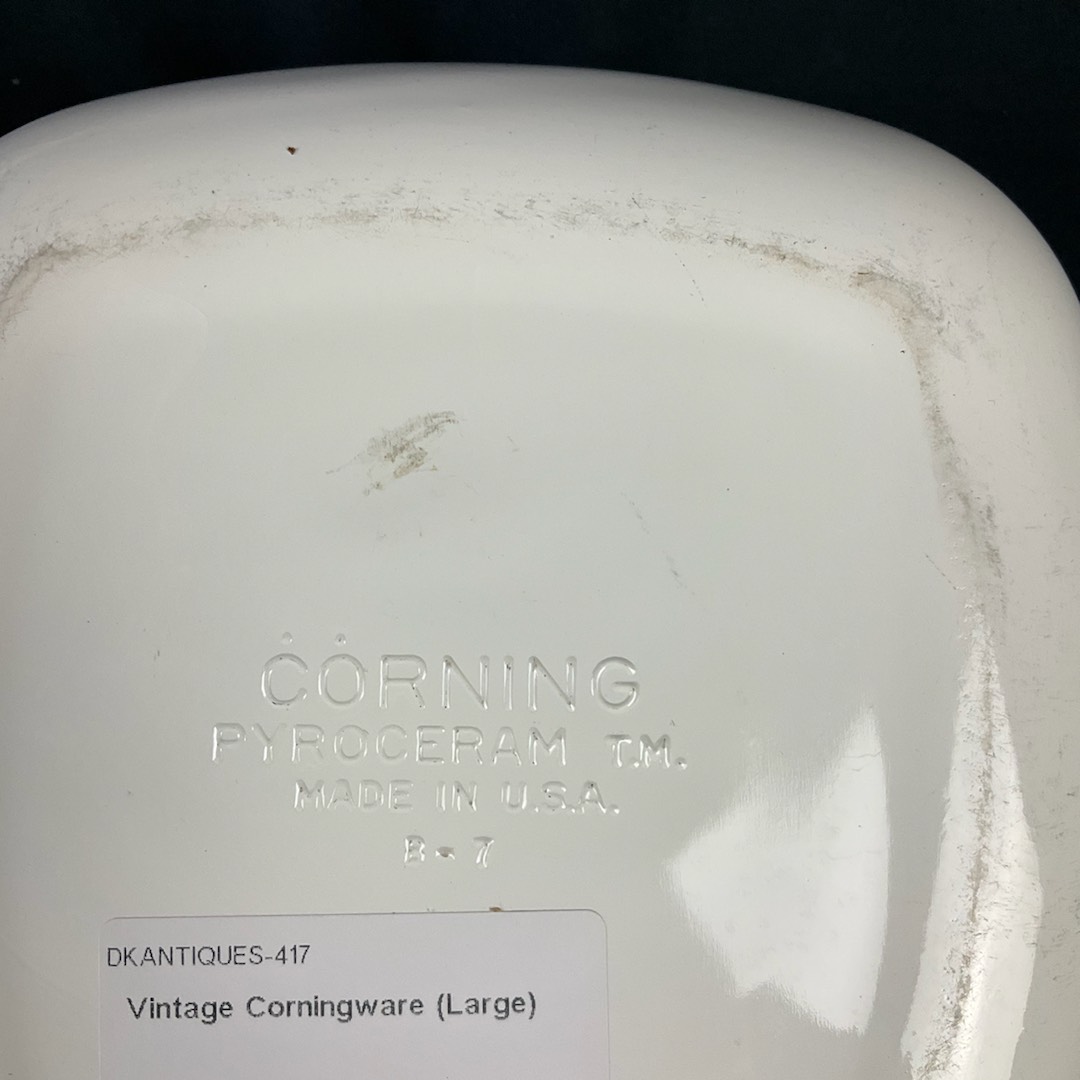 CORNING
PYROCERAM T.M.
MADE IN U.S.A.
B-7
DKANTIQUES-417
Vintage Corningware (Large)